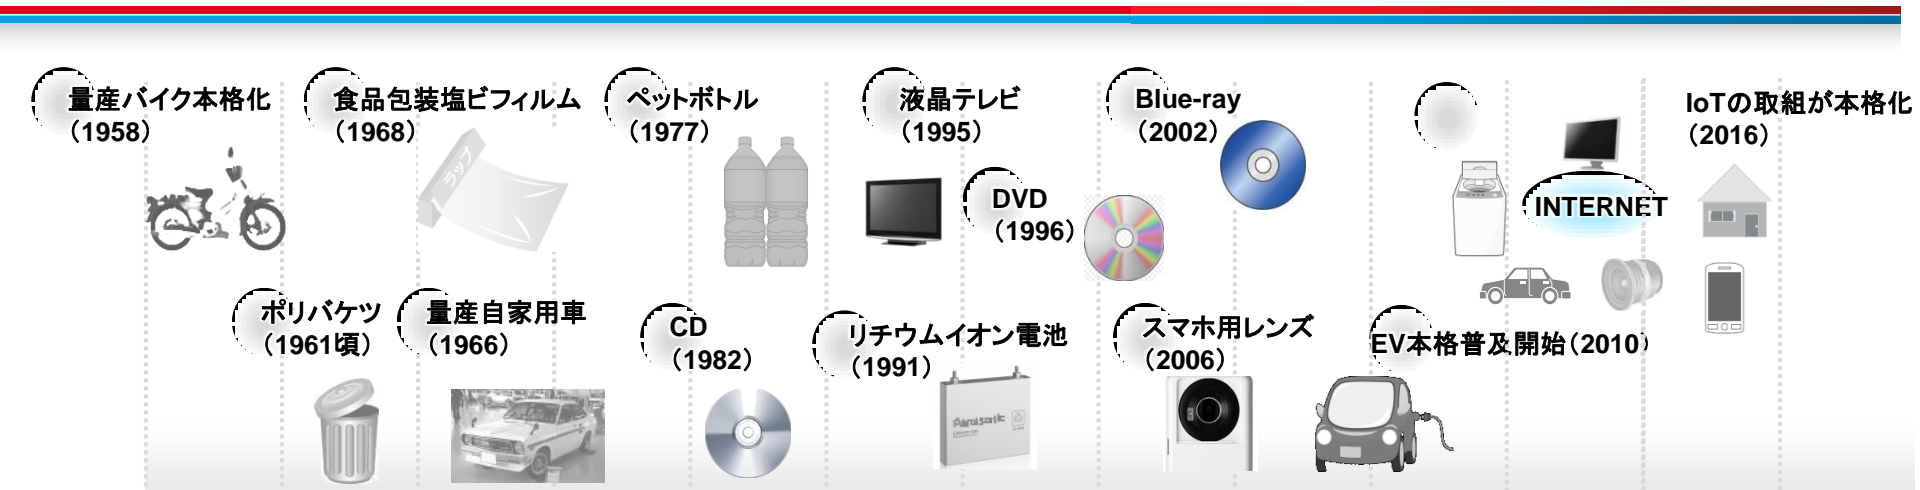 量産バイク本格化
（1958）
食品包装塩ビフィルム
（1968）
ラップ
ペットボトル
（1977）
液晶テレビ
（1995）
DVD
（1996）
Blue-ray
（2002）
INTERNET
IoTの取組が本格化
（2016）
ポリバケツ
（1961頃）
量産自家用車
（1966）
CD
（1982）
リチウムイオン電池
（1991）
Panasonic
スマホ用レンズ
（2006）
EV本格普及開始（2010）